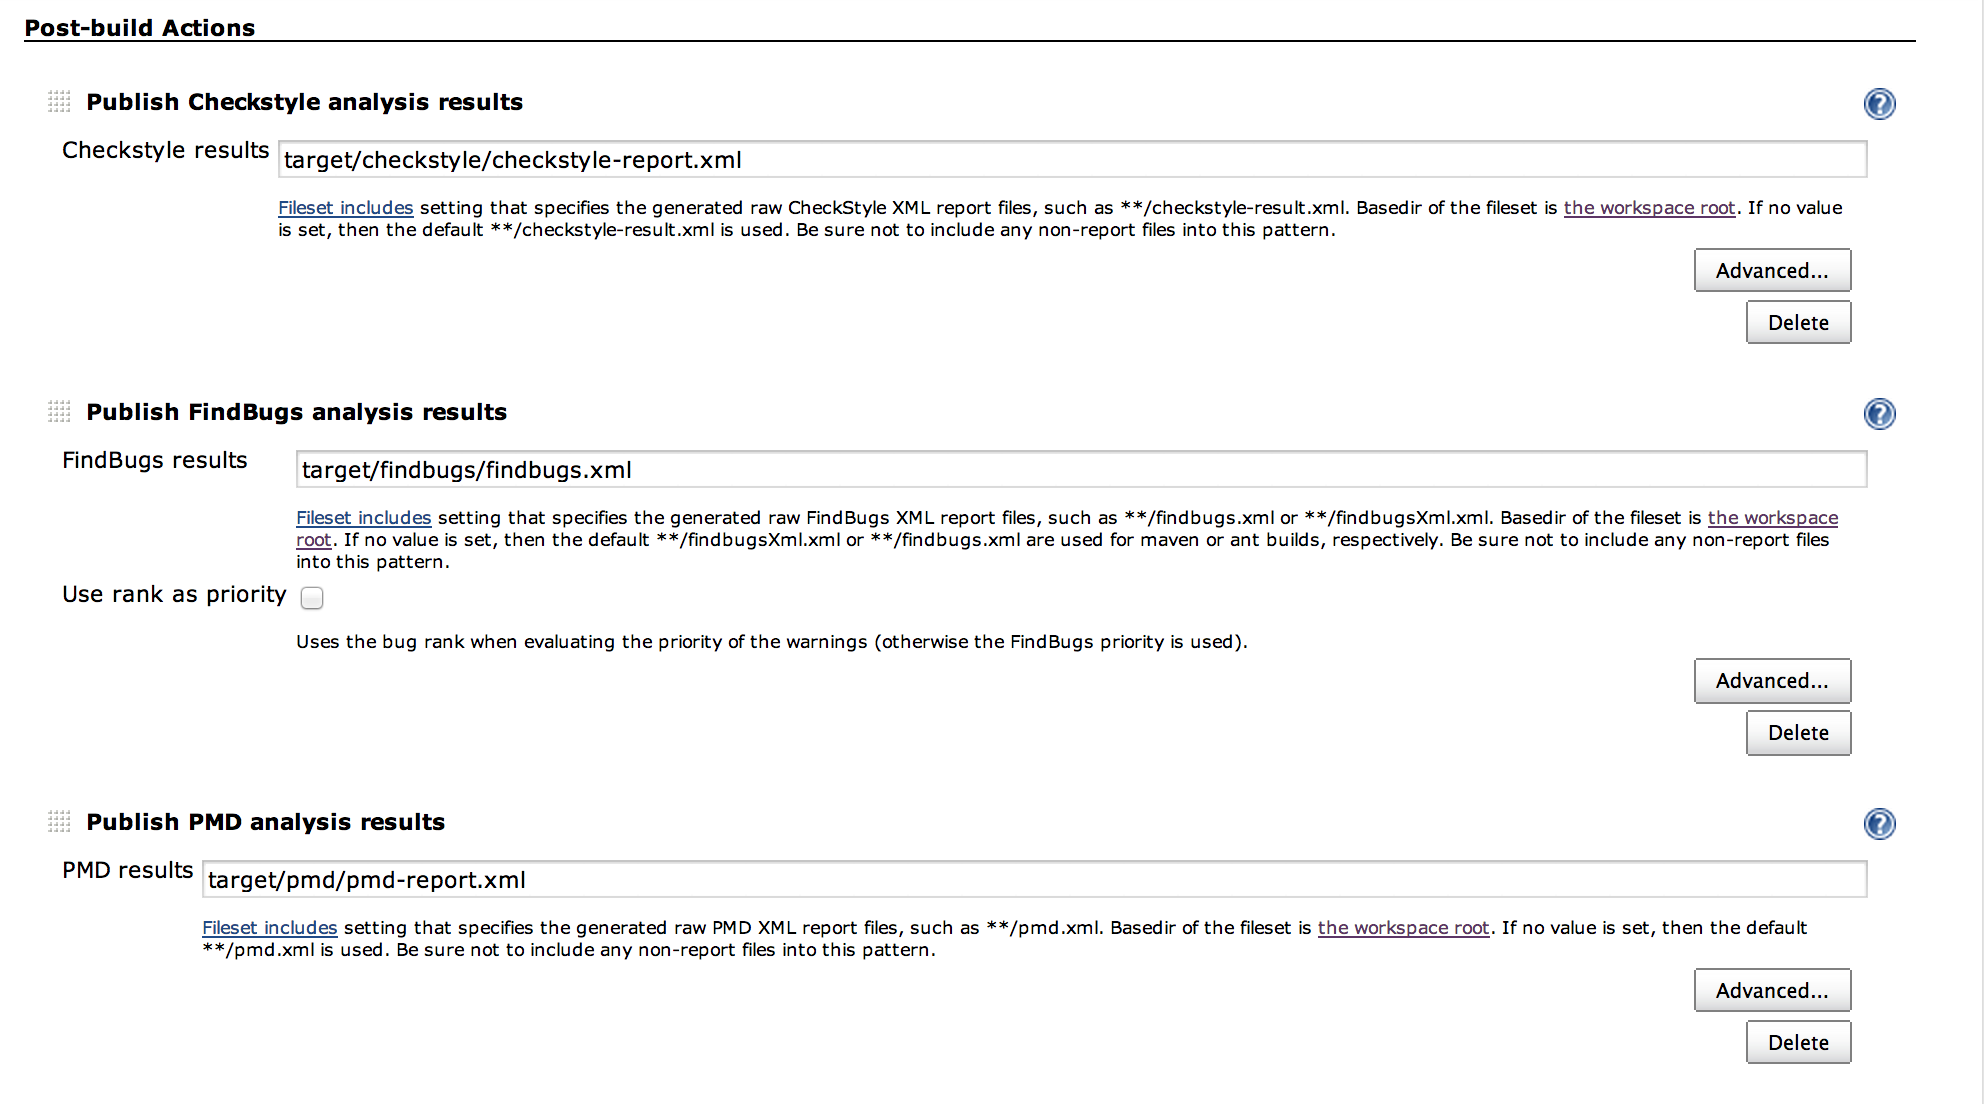 Post-build Actions
Publish Checkstyle analysis results
Checkstyle results target/checkstyle/checkstyle-report.xml
Fileset includes setting that specifies the generated raw CheckStyle XML report files, such as **/checkstyle-result.xml. Basedir of the fileset is the workspace root. If no value
is set, then the default **/checkstyle-result.xml is used. Be sure not to include any non-report files into this pattern.
Advanced...
Delete
Publish FindBugs analysis results
FindBugs results target/findbugs/findbugs.xml
Fileset includes setting that specifies the generated raw FindBugs XML report files, such as **/findbugs.xml or **/findbugsXml.xml. Basedir of the fileset is the workspace
root. If no value is set, then the default **/findbugsXml.xml or **/findbugs.xml are used for maven or ant builds, respectively. Be sure not to include any non-report files
into this pattern.
Use rank as priority
Uses the bug rank when evaluating the priority of the warnings (otherwise the FindBugs priority is used).
Advanced...
Delete
Publish PMD analysis results
PMD results target/pmd/pmd-report.xml
Fileset includes setting that specifies the generated raw PMD XML report files, such as **/pmd.xml. Basedir of the fileset is the workspace root. If no value is set, then the default
**/pmd.xml is used. Be sure not to include any non-report files into this pattern.
Advanced...
Delete